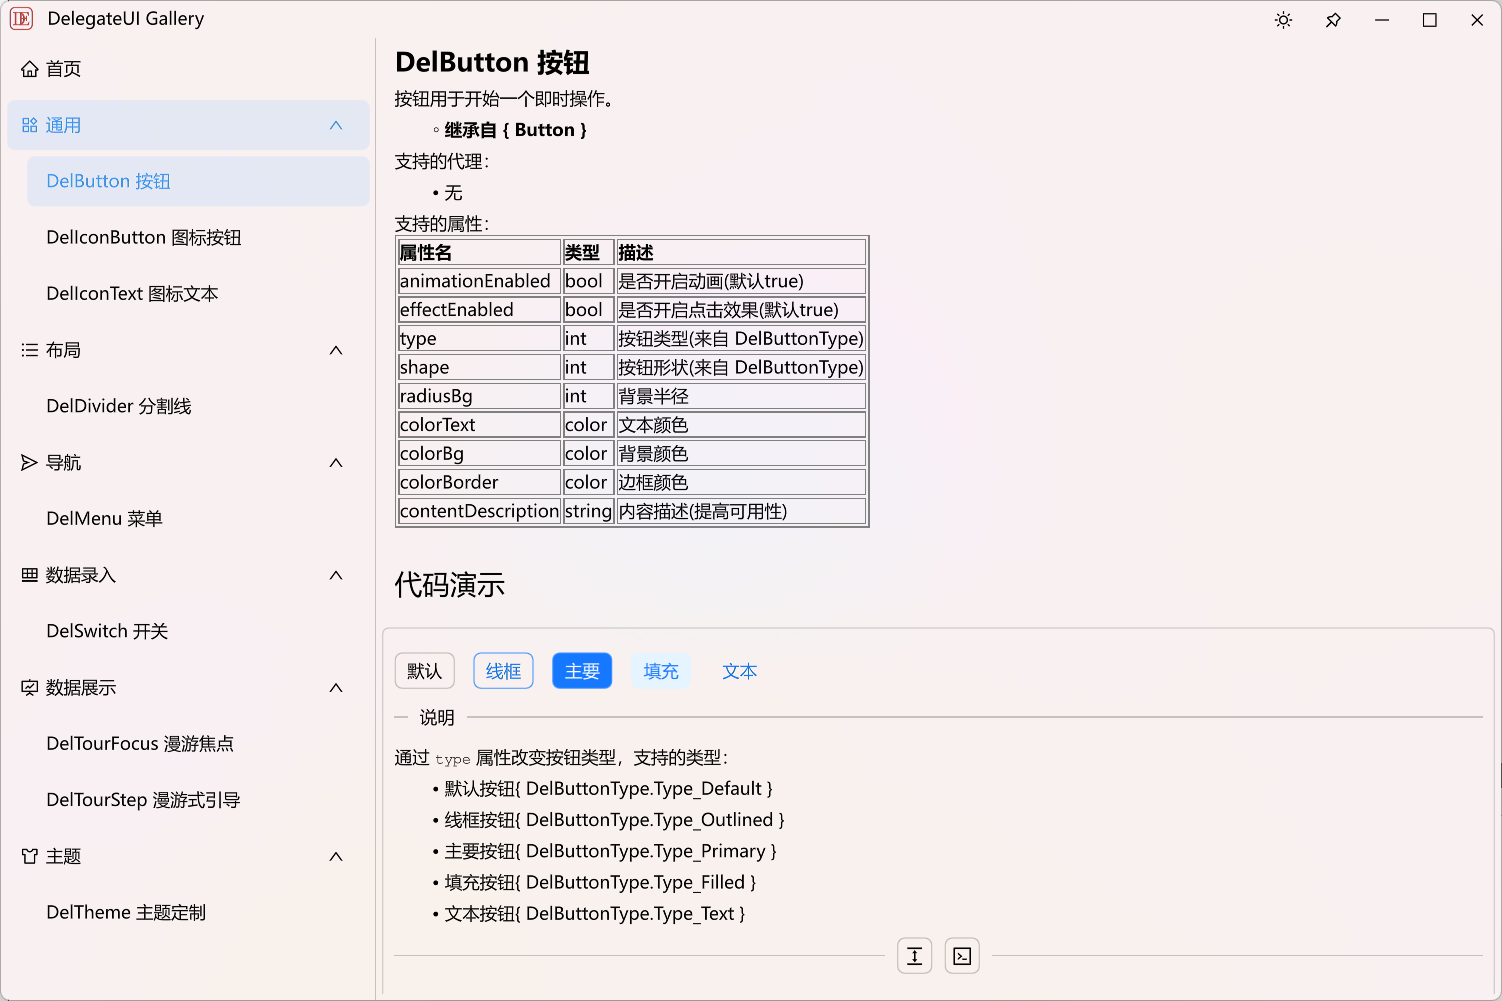 DelegateUI Gallery
首页
通用
DelButton 按钮
DelIconButton 图标按钮
DelIconText 图标文本
布局
DelDivider 分割线
导航
DelMenu 菜单
数据录入
DelSwitch 开关
数据展示
DelTourFocus 漫游焦点
DelTourStep 漫游式引导
主题
DelTheme 主题定制
DelButton 按钮
按钮用于开始一个即时操作。
◦ 继承自 { Button }
支持的代理：
• 无
支持的属性：
属性名 类型 描述
animationEnabled bool 是否开启动画(默认true)
effectEnabled bool 是否开启点击效果(默认true)
type int 按钮类型(来自 DelButtonType)
shape int 按钮形状(来自 DelButtonType)
radiusBg int 背景半径
colorText color 文本颜色
colorBg color 背景颜色
colorBorder color 边框颜色
contentDescription string 内容描述(提高可用性)
代码演示
默认 线框 主要 填充 文本
说明
通过 type 属性改变按钮类型，支持的类型：
• 默认按钮{ DelButtonType.Type_Default }
• 线框按钮{ DelButtonType.Type_Outlined }
• 主要按钮{ DelButtonType.Type_Primary }
• 填充按钮{ DelButtonType.Type_Filled }
• 文本按钮{ DelButtonType.Type_Text }